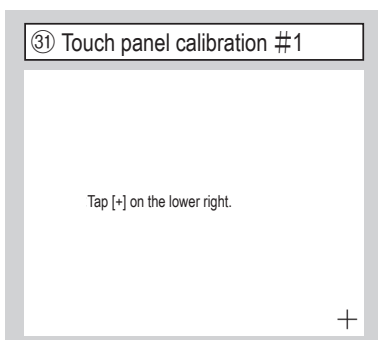 ㉛ Touch panel calibration #1
Tap [+] on the lower right.
+